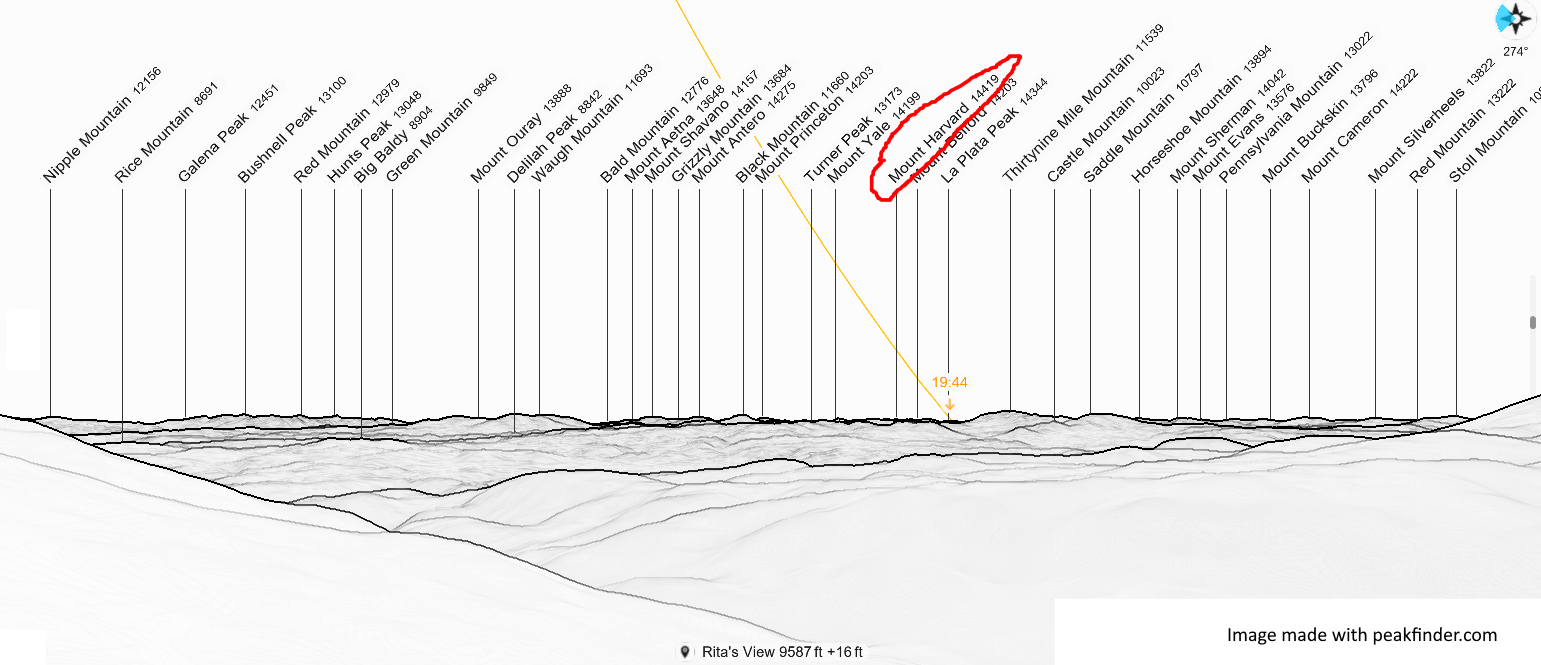 274°
Nipple Mountain 12156
Rice Mountain 8691
Galena Peak 12451
Bushnell Peak 13100
Red Mountain 12979
Hunts Peak 13048
Big Baldy 8904
Green Mountain 9849
Mount Ouray 13888
Delilah Peak 8842
Waugh Mountain 11693
Bald Mountain 12776
Mount Aetna 13648
Mount Shavano 14157
Grizzly Mountain 13684
Mount Antero 14275
Black Mountain 11660
Mount Princeton 14203
Turner Peak 13173
Mount Yale 14199
Mount Harvard 14419
Mount Belford 14203
La Plata Peak 14344
Thirtynine Mile Mountain 11539
Castle Mountain 10023
Saddle Mountain 10797
Horseshoe Mountain 13894
Mount Sherman 14042
Mount Evans 13576
Pennsylvania Mountain 13022
Mount Buckskin 13796
Mount Cameron 14222
Mount Silverheels 13822
Red Mountain 13222
Stoll Mountain
19:44
Image made with peakfinder.com
Rita's View 9587 ft +16 ft